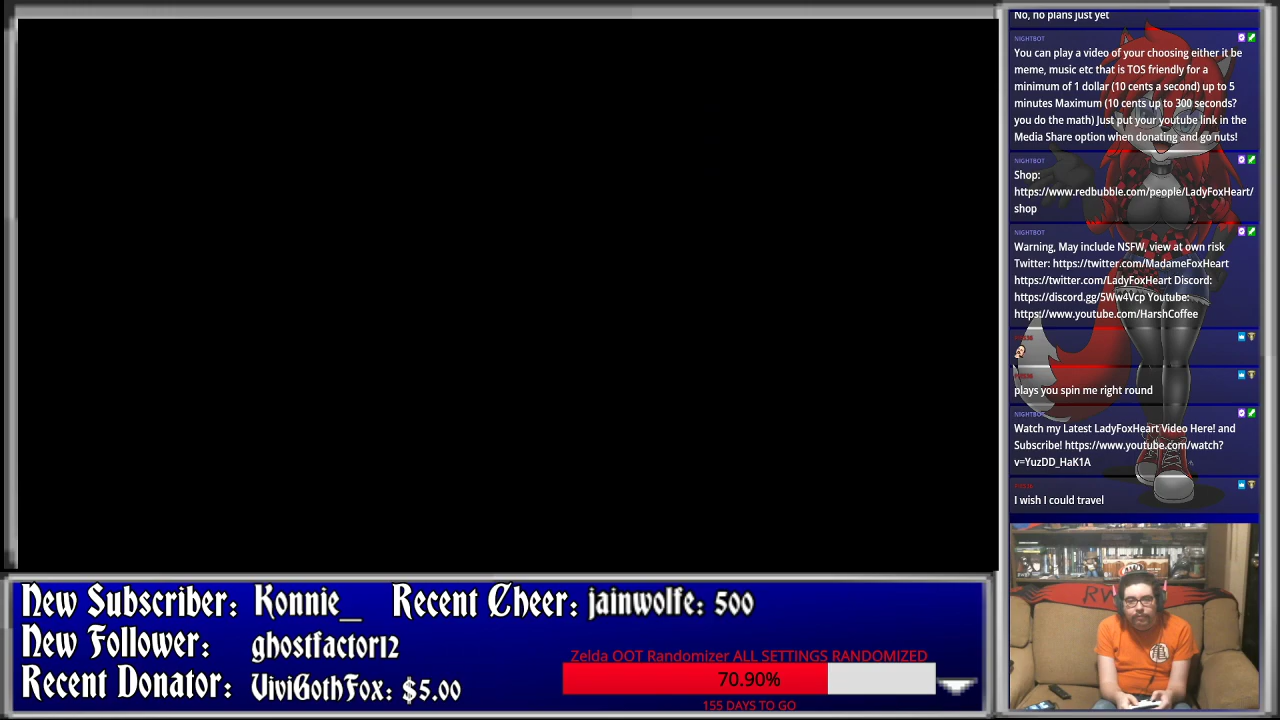 No, no plans just yet
NIGHTBOT
You can play a video of your choosing either it be
meme, music etc that is TOS friendly for a
minimum of 1 dollar (10 cents a second) up to 5
minutes Maximum (10 cents up to 300 seconds?
you do the math) Just put your youtube link in the
Media Share option when donating and go nuts!
NIGHTBOT
Shop:
https://www.redbubble.com/people/LadyFoxHeart/
shop
NIGHTBOT
Warning, May include NSFW, view at own risk
Twitter: https://twitter.com/MadameFoxHeart
https://twitter.com/LadyFoxHeart Discord:
https://discord.gg/5Ww4Vcp Youtube:
https://www.youtube.com/HarshCoffee
plays you spin me right round
NIGHTBOT
Watch my Latest LadyFoxHeart Video Here! and
Subscribe! https://www.youtube.com/watch?
v=YuzDD_HaK1A
I wish I could travel
New Subscriber: Konnie__ Recent Cheer: jainwolfe: 500
New Follower: ghostfactor12
Recent Donator: ViviGothFox: $5.00
Zelda OOT Randomizer ALL SETTINGS RANDOMIZED
70.90%
155 DAYS TO GO